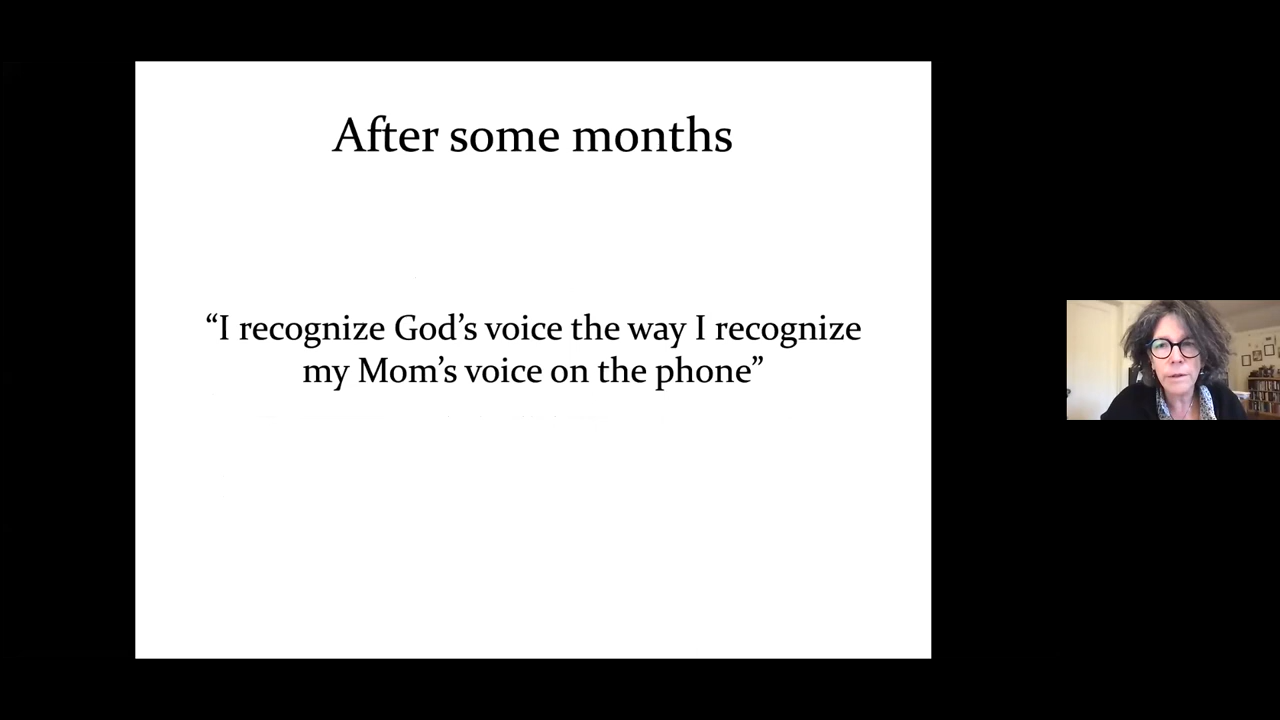 After some months
“I recognize God’s voice the way I recognize
my Mom’s voice on the phone”